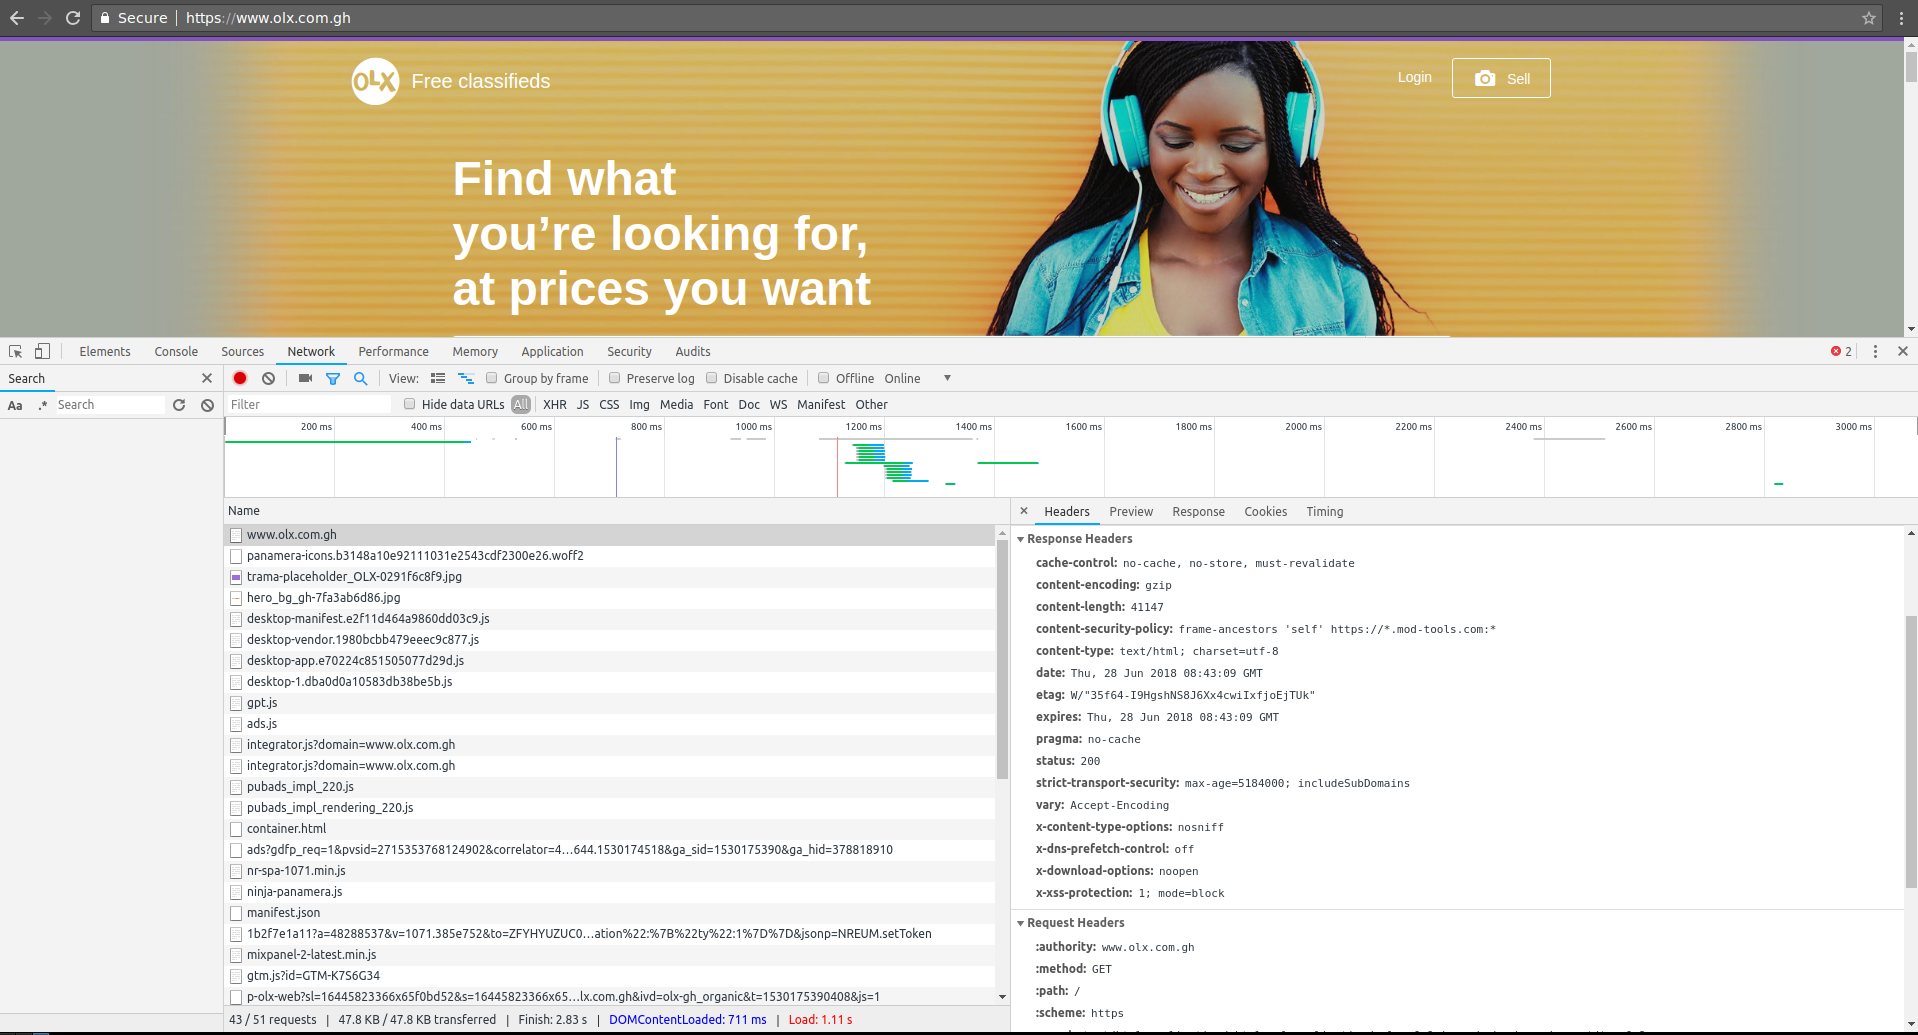 Secure https://www.olx.com.gh
OLX Free classifieds
Login
Sell
Find what
you’re looking for,
at prices you want
Elements Console Sources Network Performance Memory Application Security Audits 2
Search
View: Group by frame Preserve log Disable cache Offline Online
Aa .* Search
Filter Hide data URLs All XHR JS CSS Img Media Font Doc WS Manifest Other
200 ms 400 ms 600 ms 800 ms 1000 ms 1200 ms 1400 ms 1600 ms 1800 ms 2000 ms 2200 ms 2400 ms 2600 ms 2800 ms 3000 ms
Name
www.olx.com.gh
panamera-icons.b3148a10e92111031e2543cdf2300e26.woff2
trama-placeholder_OLX-0291f6c8f9.jpg
hero_bg_gh-7fa3ab6d86.jpg
desktop-manifest.e2f11d464a9860dd03c9.js
desktop-vendor.1980bcbb479eeec9c877.js
desktop-app.e70224c851505077d29d.js
desktop-1.dba0d0a10583db38be5b.js
gpt.js
ads.js
integrator.js?domain=www.olx.com.gh
integrator.js?domain=www.olx.com.gh
pubads_impl_220.js
pubads_impl_rendering_220.js
container.html
ads?gdfp_req=1&pvsid=2715353768124902&correlator=4…644.1530174518&ga_sid=1530175390&ga_hid=378818910
nr-spa-1071.min.js
ninja-panamera.js
manifest.json
1b2f7e1a11?a=48288537&v=1071.385e752&to=ZFYHYUZUC0…ation%22:%7B%22ty%22:1%7D%7D&jsonp=NREUM.setToken
mixpanel-2-latest.min.js
gtm.js?id=GTM-K7S6G34
p-olx-web?sl=16445823366x65f0bd52&s=16445823366x65…lx.com.gh&ivd=olx-gh_organic&t=1530175390408&js=1
43 / 51 requests | 47.8 KB / 47.8 KB transferred | Finish: 2.83 s | DOMContentLoaded: 711 ms | Load: 1.11 s
× Headers Preview Response Cookies Timing
Response Headers
cache-control: no-cache, no-store, must-revalidate
content-encoding: gzip
content-length: 41147
content-security-policy: frame-ancestors 'self' https://*.mod-tools.com:*
content-type: text/html; charset=utf-8
date: Thu, 28 Jun 2018 08:43:09 GMT
etag: W/"35f64-I9HgshNS8J6Xx4cwiIxfjoEjTUk"
expires: Thu, 28 Jun 2018 08:43:09 GMT
pragma: no-cache
status: 200
strict-transport-security: max-age=5184000; includeSubDomains
vary: Accept-Encoding
x-content-type-options: nosniff
x-dns-prefetch-control: off
x-download-options: noopen
x-xss-protection: 1; mode=block
Request Headers
:authority: www.olx.com.gh
:method: GET
:path: /
:scheme: https